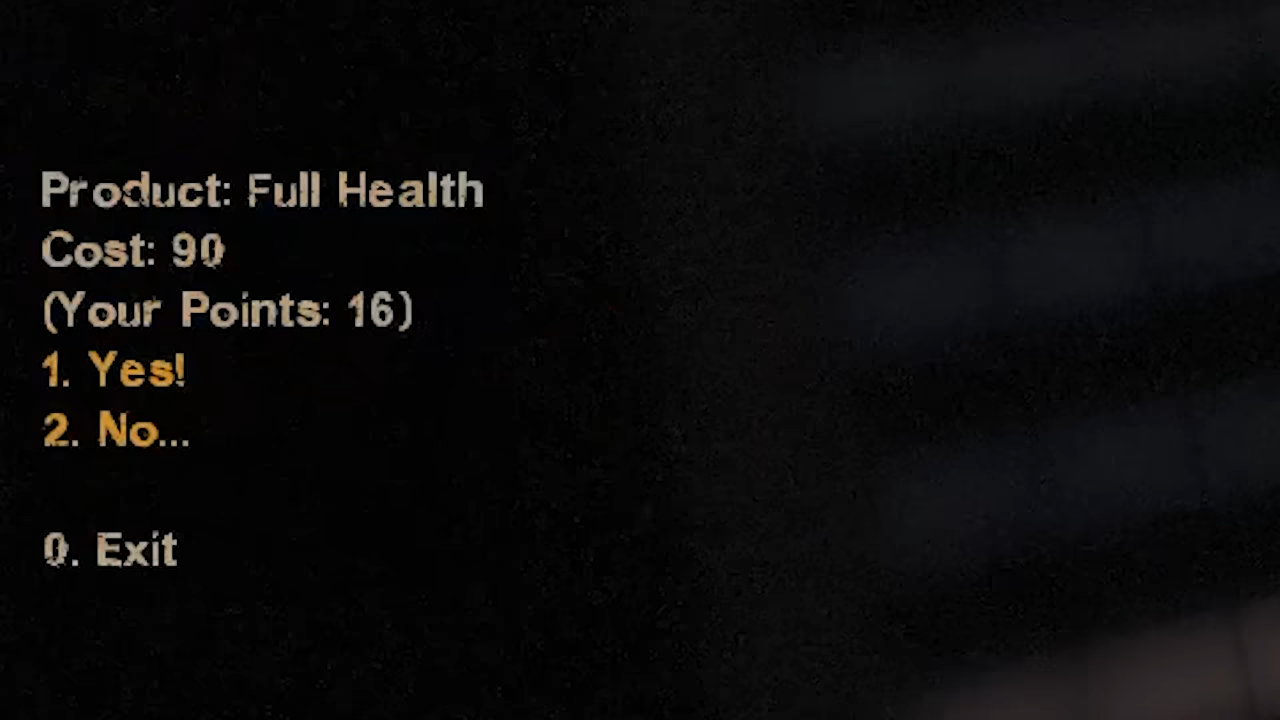 Product: Full Health
Cost: 90
(Your Points: 16)
1. Yes!
2. No...
0. Exit